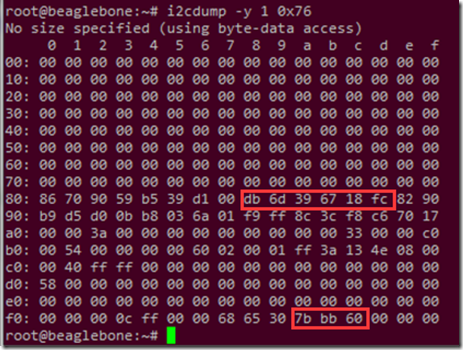 root@beaglebone:~# i2cdump -y 1 0x76
No size specified (using byte-data access)
0 1 2 3 4 5 6 7 8 9 a b c d e f
00: 00 00 00 00 00 00 00 00 00 00 00 00 00 00 00 00
10: 00 00 00 00 00 00 00 00 00 00 00 00 00 00 00 00
20: 00 00 00 00 00 00 00 00 00 00 00 00 00 00 00 00
30: 00 00 00 00 00 00 00 00 00 00 00 00 00 00 00 00
40: 00 00 00 00 00 00 00 00 00 00 00 00 00 00 00 00
50: 00 00 00 00 00 00 00 00 00 00 00 00 00 00 00 00
60: 00 00 00 00 00 00 00 00 00 00 00 00 00 00 00 00
70: 00 00 00 00 00 00 00 00 00 00 00 00 00 00 00 00
80: 86 70 90 59 b5 39 d1 00 db 6d 39 67 18 fc 82 90
90: b9 d5 d0 0b b8 03 6a 01 f9 ff 8c 3c f8 c6 70 17
a0: 00 00 3a 00 00 00 00 00 00 00 00 00 33 00 00 c0
b0: 00 54 00 00 00 00 60 02 00 01 ff 3a 13 4e 08 00
c0: 00 40 ff ff 00 00 00 00 00 00 00 00 00 00 00 00
d0: 58 00 00 00 00 00 00 00 00 00 00 00 00 00 00 00
e0: 00 00 00 00 00 00 00 00 00 00 00 00 00 00 00 00
f0: 00 00 00 0c ff 00 00 68 65 30 7b bb 60 00 00 00
root@beaglebone:~#